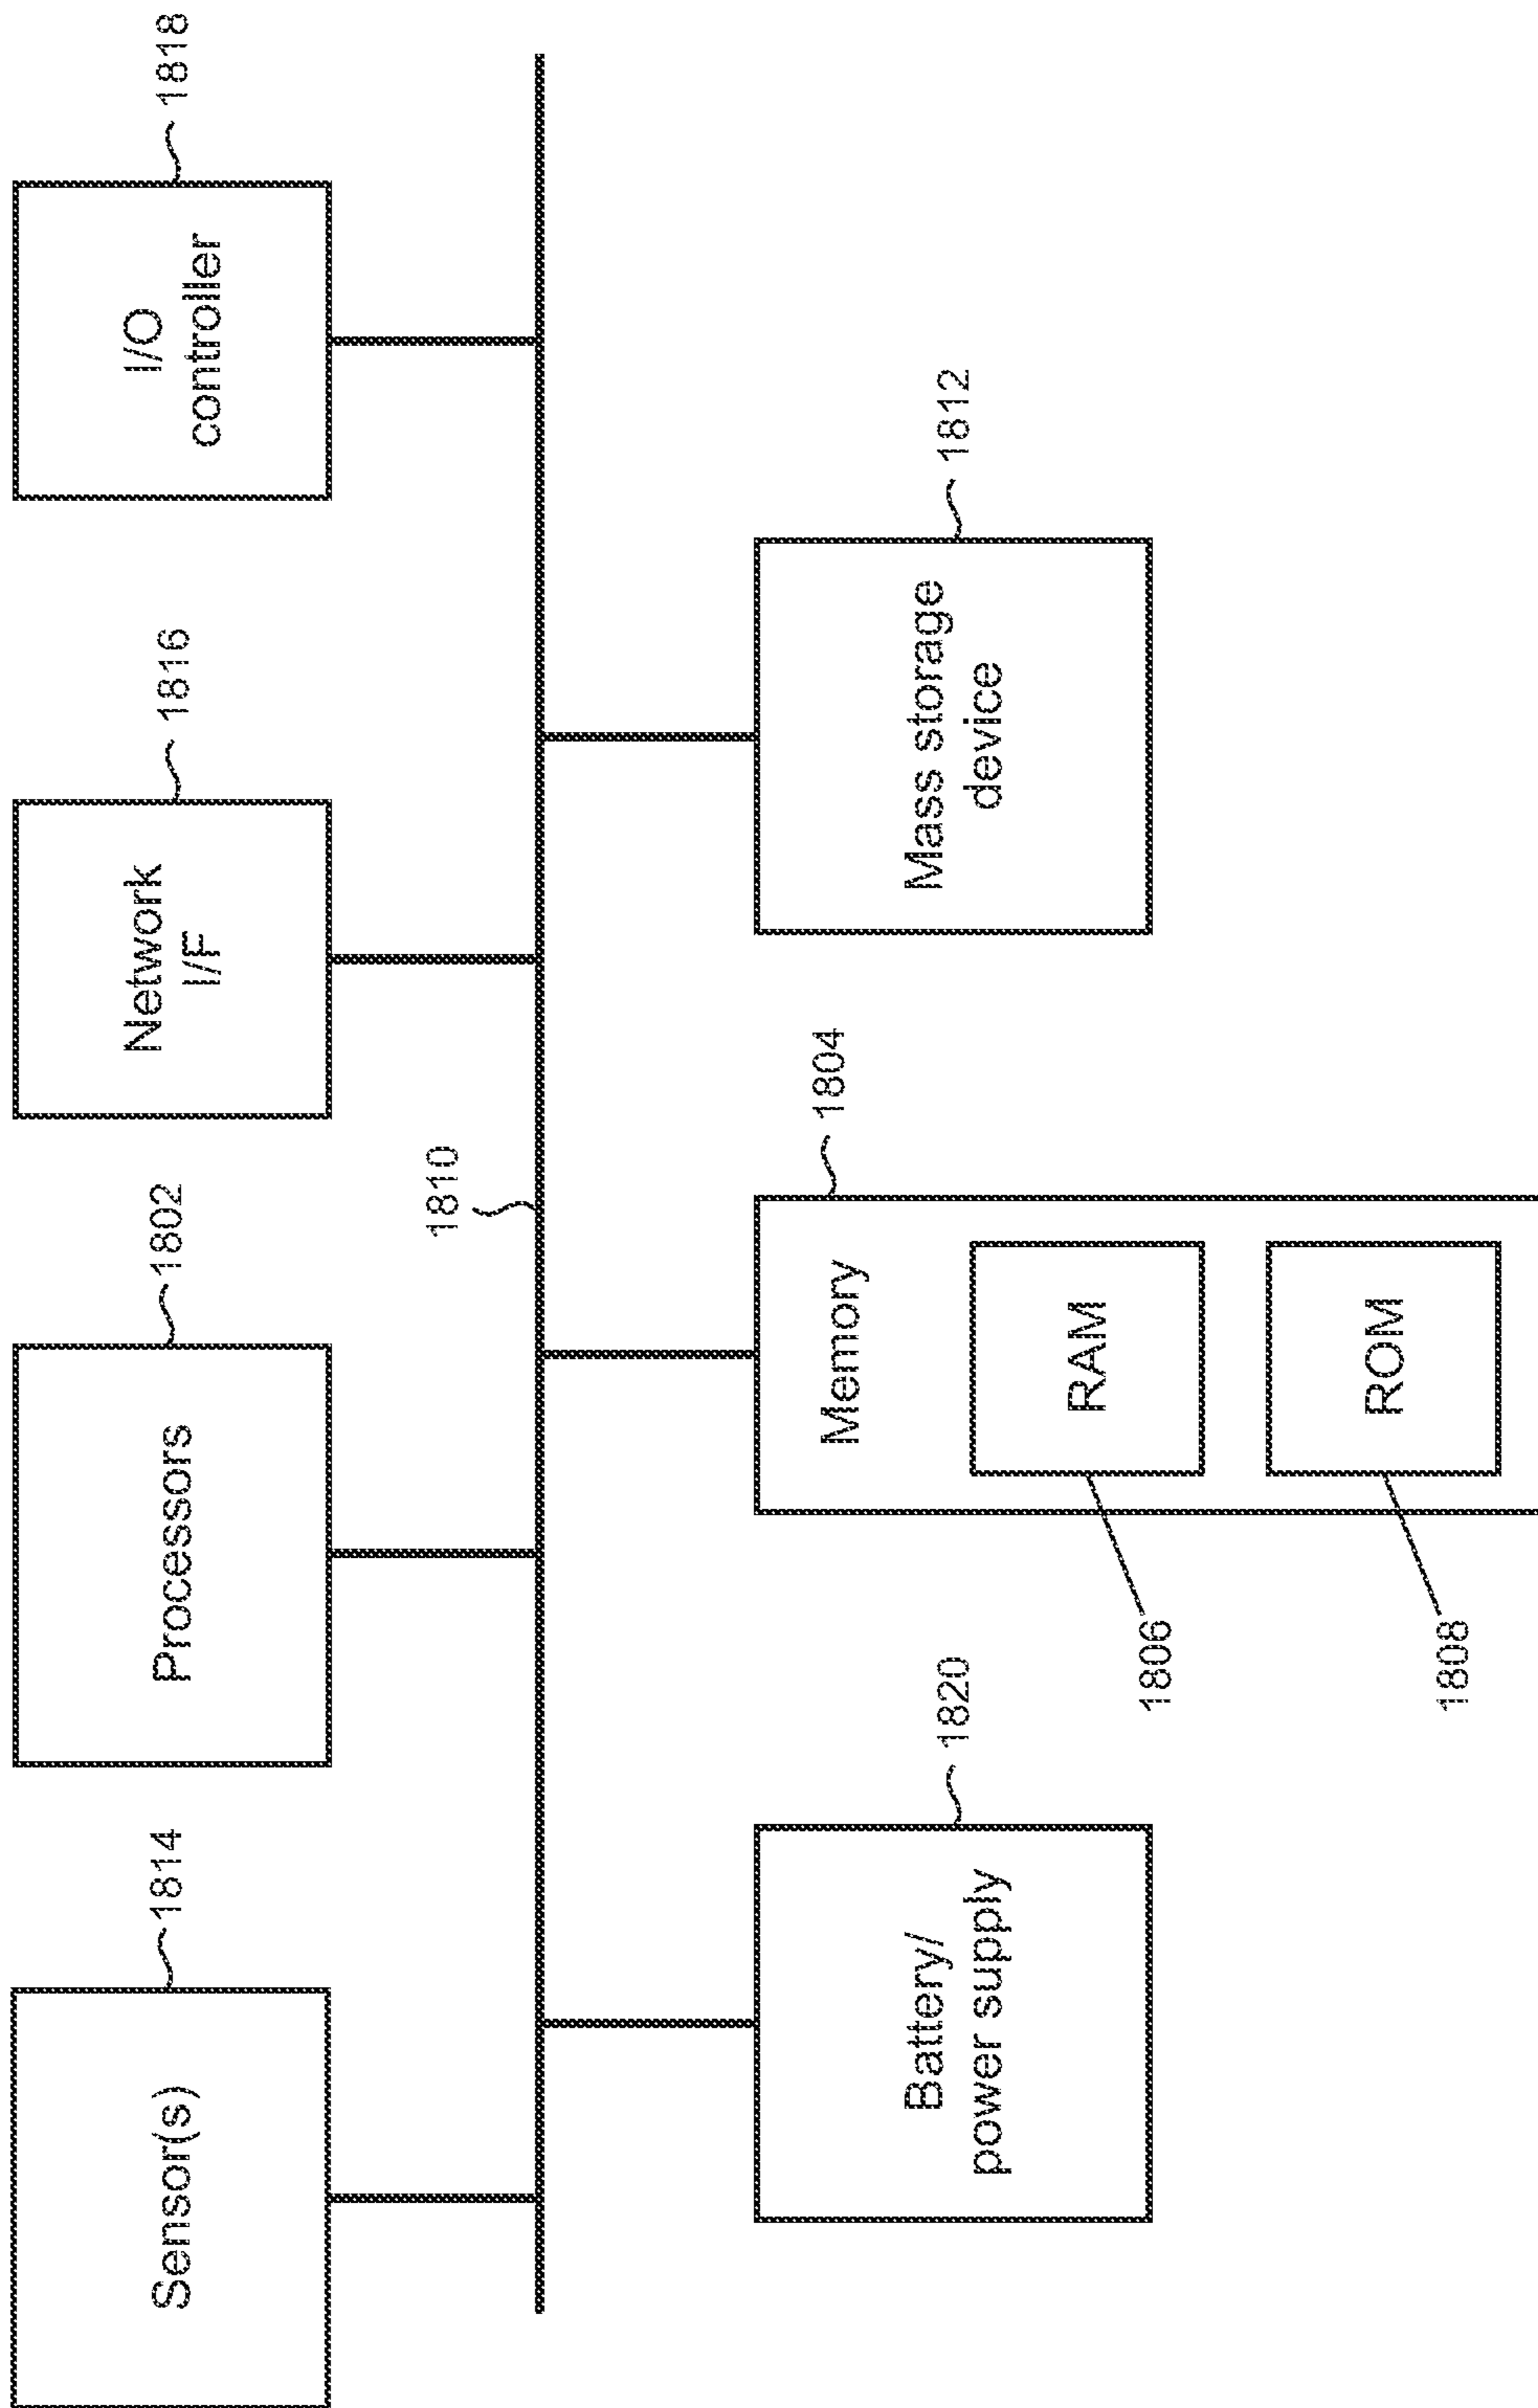 Sensor(s)
1814
Processors
1802
Network
I/F
1816
I/O
controller
1818
1810
Battery/
power supply
1820
Memory
1804
RAM
1806
ROM
1808
Mass storage
device
1812